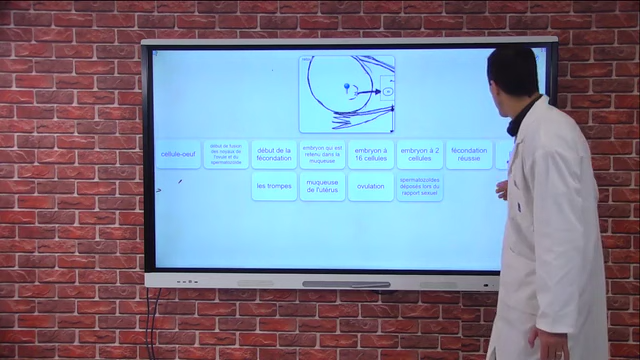 cellule-oeuf
début de fusion
des noyaux de
l'ovule et du
spermatozoïde
début de la
fécondation
embryon qui est
retenu dans la
muqueuse
embryon à
16 cellules
embryon à 2
cellules
fécondation
réussie
les trompes
muqueuse
de l'utérus
ovulation
spermatozoïdes
déposés lors du
rapport sexuel